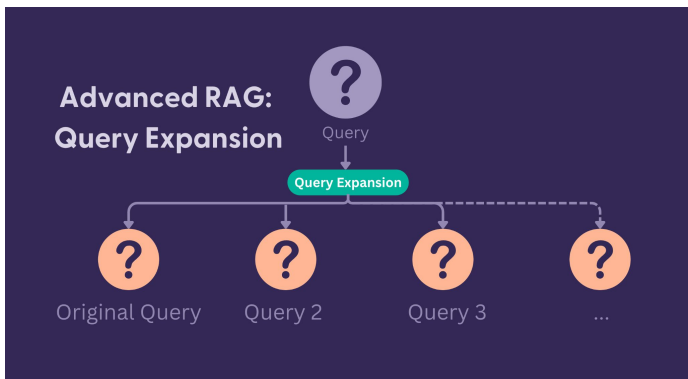 Advanced RAG:
Query Expansion
?
Query
Query Expansion
? ? ? ?
Original Query Query 2 Query 3 ...